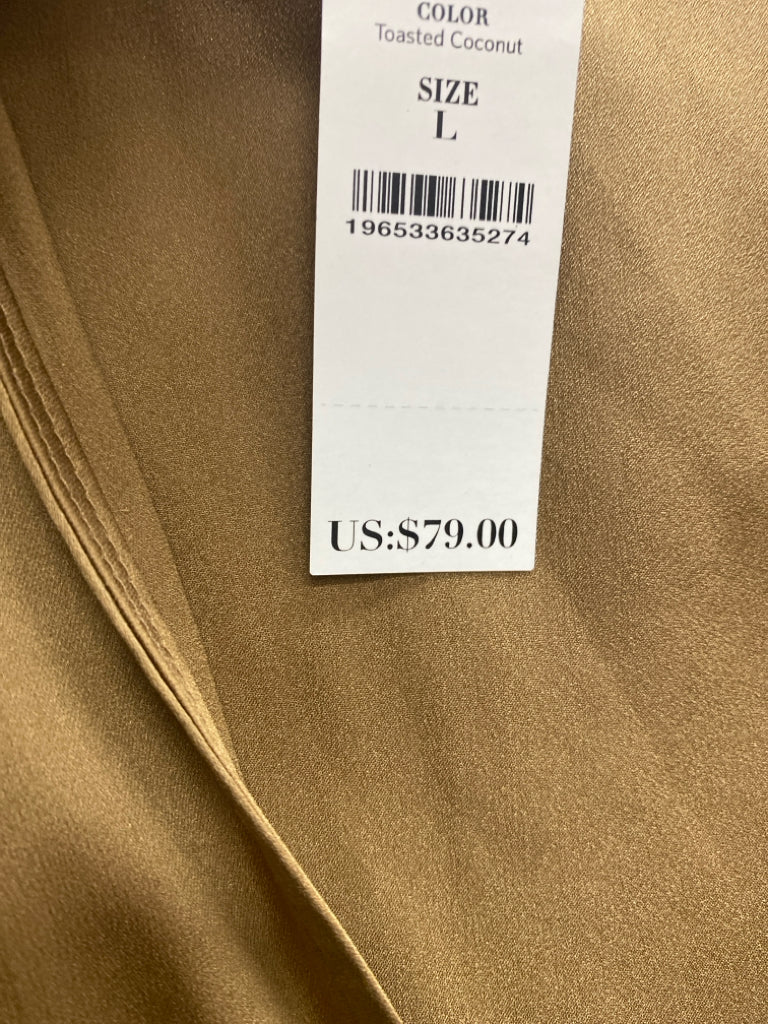 COLOR
Toasted Coconut
SIZE
L
196533635274
US:$79.00